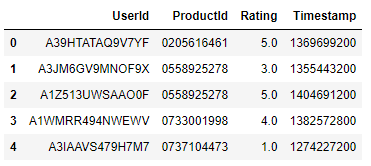 UserId ProductId Rating Timestamp
0 A39HTATAQ9V7YF 0205616461 5.0 1369699200
1 A3JM6GV9MNOF9X 0558925278 3.0 1355443200
2 A1Z513UWSAAO0F 0558925278 5.0 1404691200
3 A1WMRR494NWEWV 0733001998 4.0 1382572800
4 A3IAAVS479H7M7 0737104473 1.0 1274227200